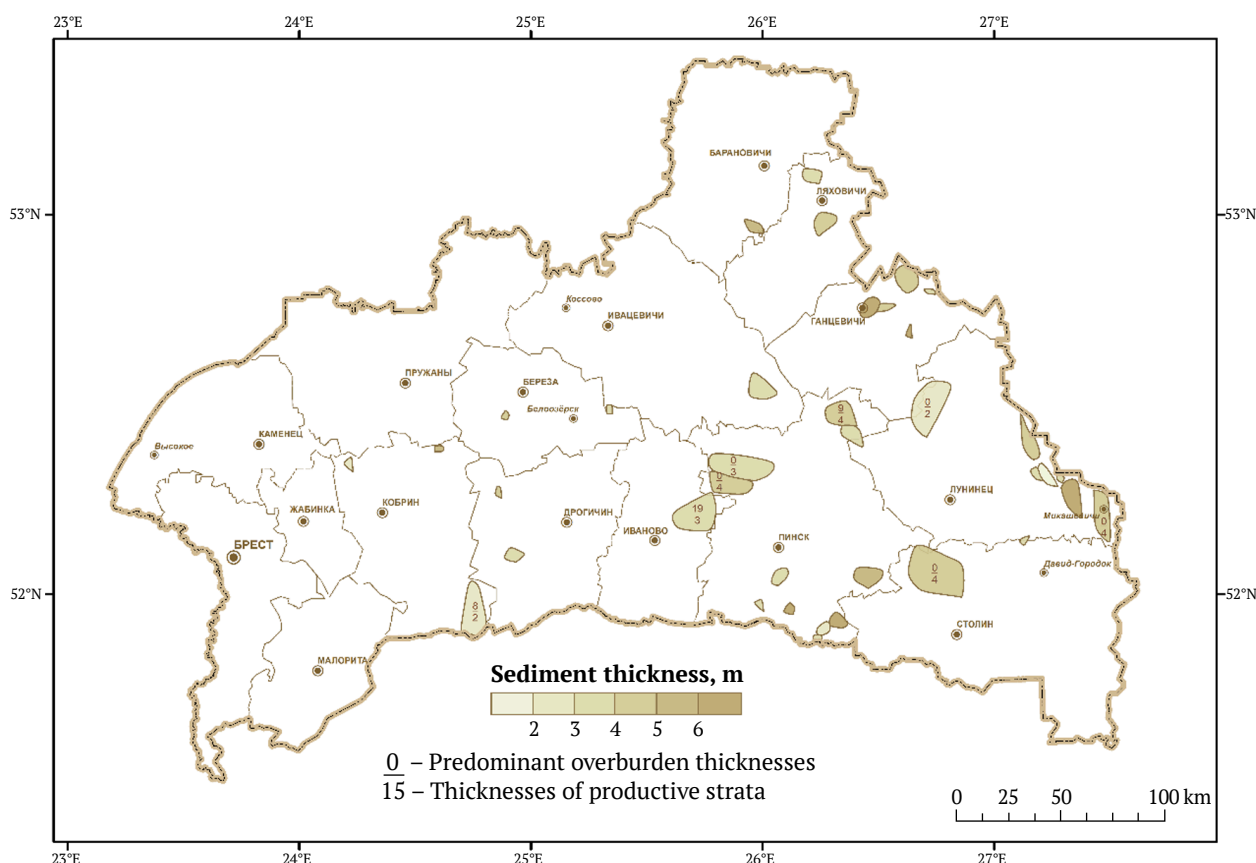 23°E 24°E 25°E 26°E 27°E
БАРАНОВИЧИ
ЛЯХОВИЧИ
53°N 53°N
Коссово
ИВАЦЕВИЧИ
ГАНЦЕВИЧИ
ПРУЖАНЫ
БЕРЕЗА
Белоозёрск
0
2
0
4
КАМЕНЕЦ
Высокое
0
3
0
4
ЛУНИНЕЦ
КОБРИН
ЖАБИНКА
ДРОГИЧИН
19
3
Микашевичи
0
4
ИВАНОВО
БРЕСТ
ПИНСК
Давид-Городок
0
4
52°N 52°N
8
2
СТОЛИН
МАЛОРИТА
Sediment thickness, m
2 3 4 5 6
0 – Predominant overburden thicknesses
15 – Thicknesses of productive strata
0 25 50 100 km
23°E 24°E 25°E 26°E 27°E